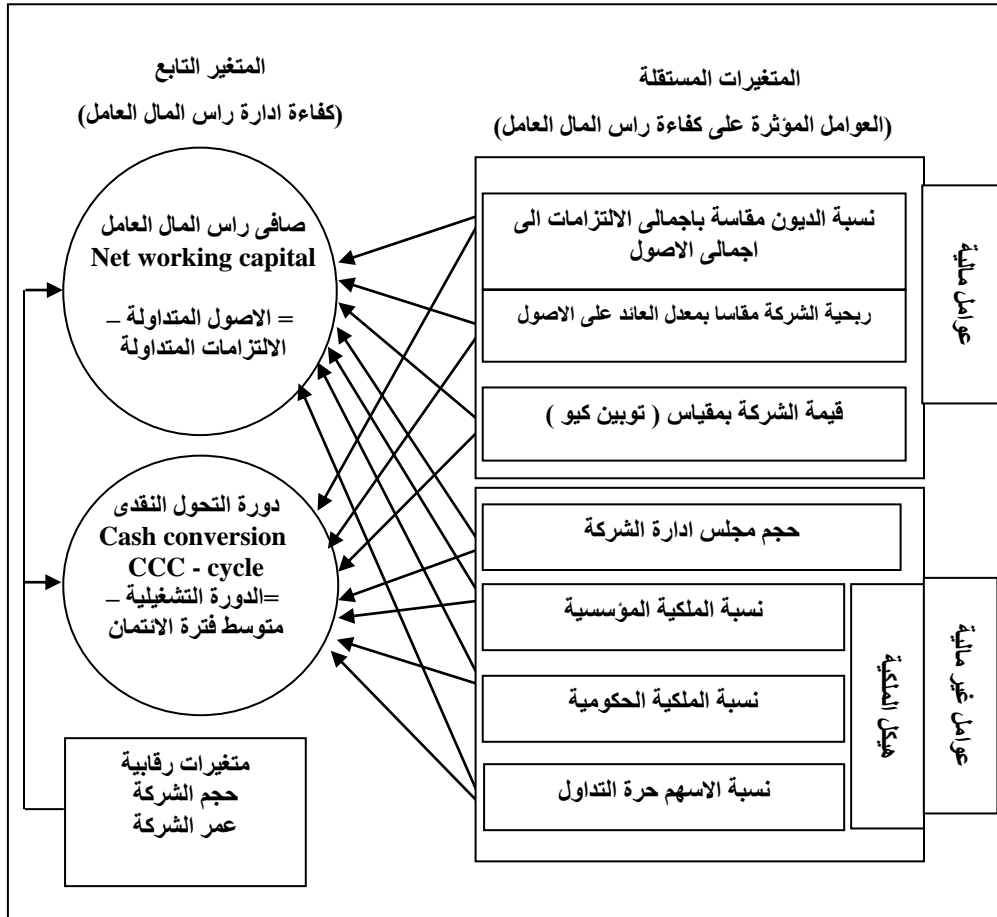 المتغيرات المستقلة
(العوامل المؤثرة على كفاءة راس المال العامل)
المتغير التابع
(كفاءة ادارة راس المال العامل)
عوامل مالية
نسبة الديون مقاسة باجمالى الالتزامات الى
اجمالى الاصول
ربحية الشركة مقاسا بمعدل العائد على الاصول
قيمة الشركة بمقياس ( توبين كيو )
عوامل غير مالية
حجم مجلس ادارة الشركة
هيكل الملكية
نسبة الملكية المؤسسية
نسبة الملكية الحكومية
نسبة الاسهم حرة التداول
صافى راس المال العامل
Net working capital
= الاصول المتداولة –
الالتزامات المتداولة
دورة التحول النقدى
Cash conversion
CCC - cycle
=الدورة التشغيلية –
متوسط فترة الائتمان
متغيرات رقابية
حجم الشركة
عمر الشركة